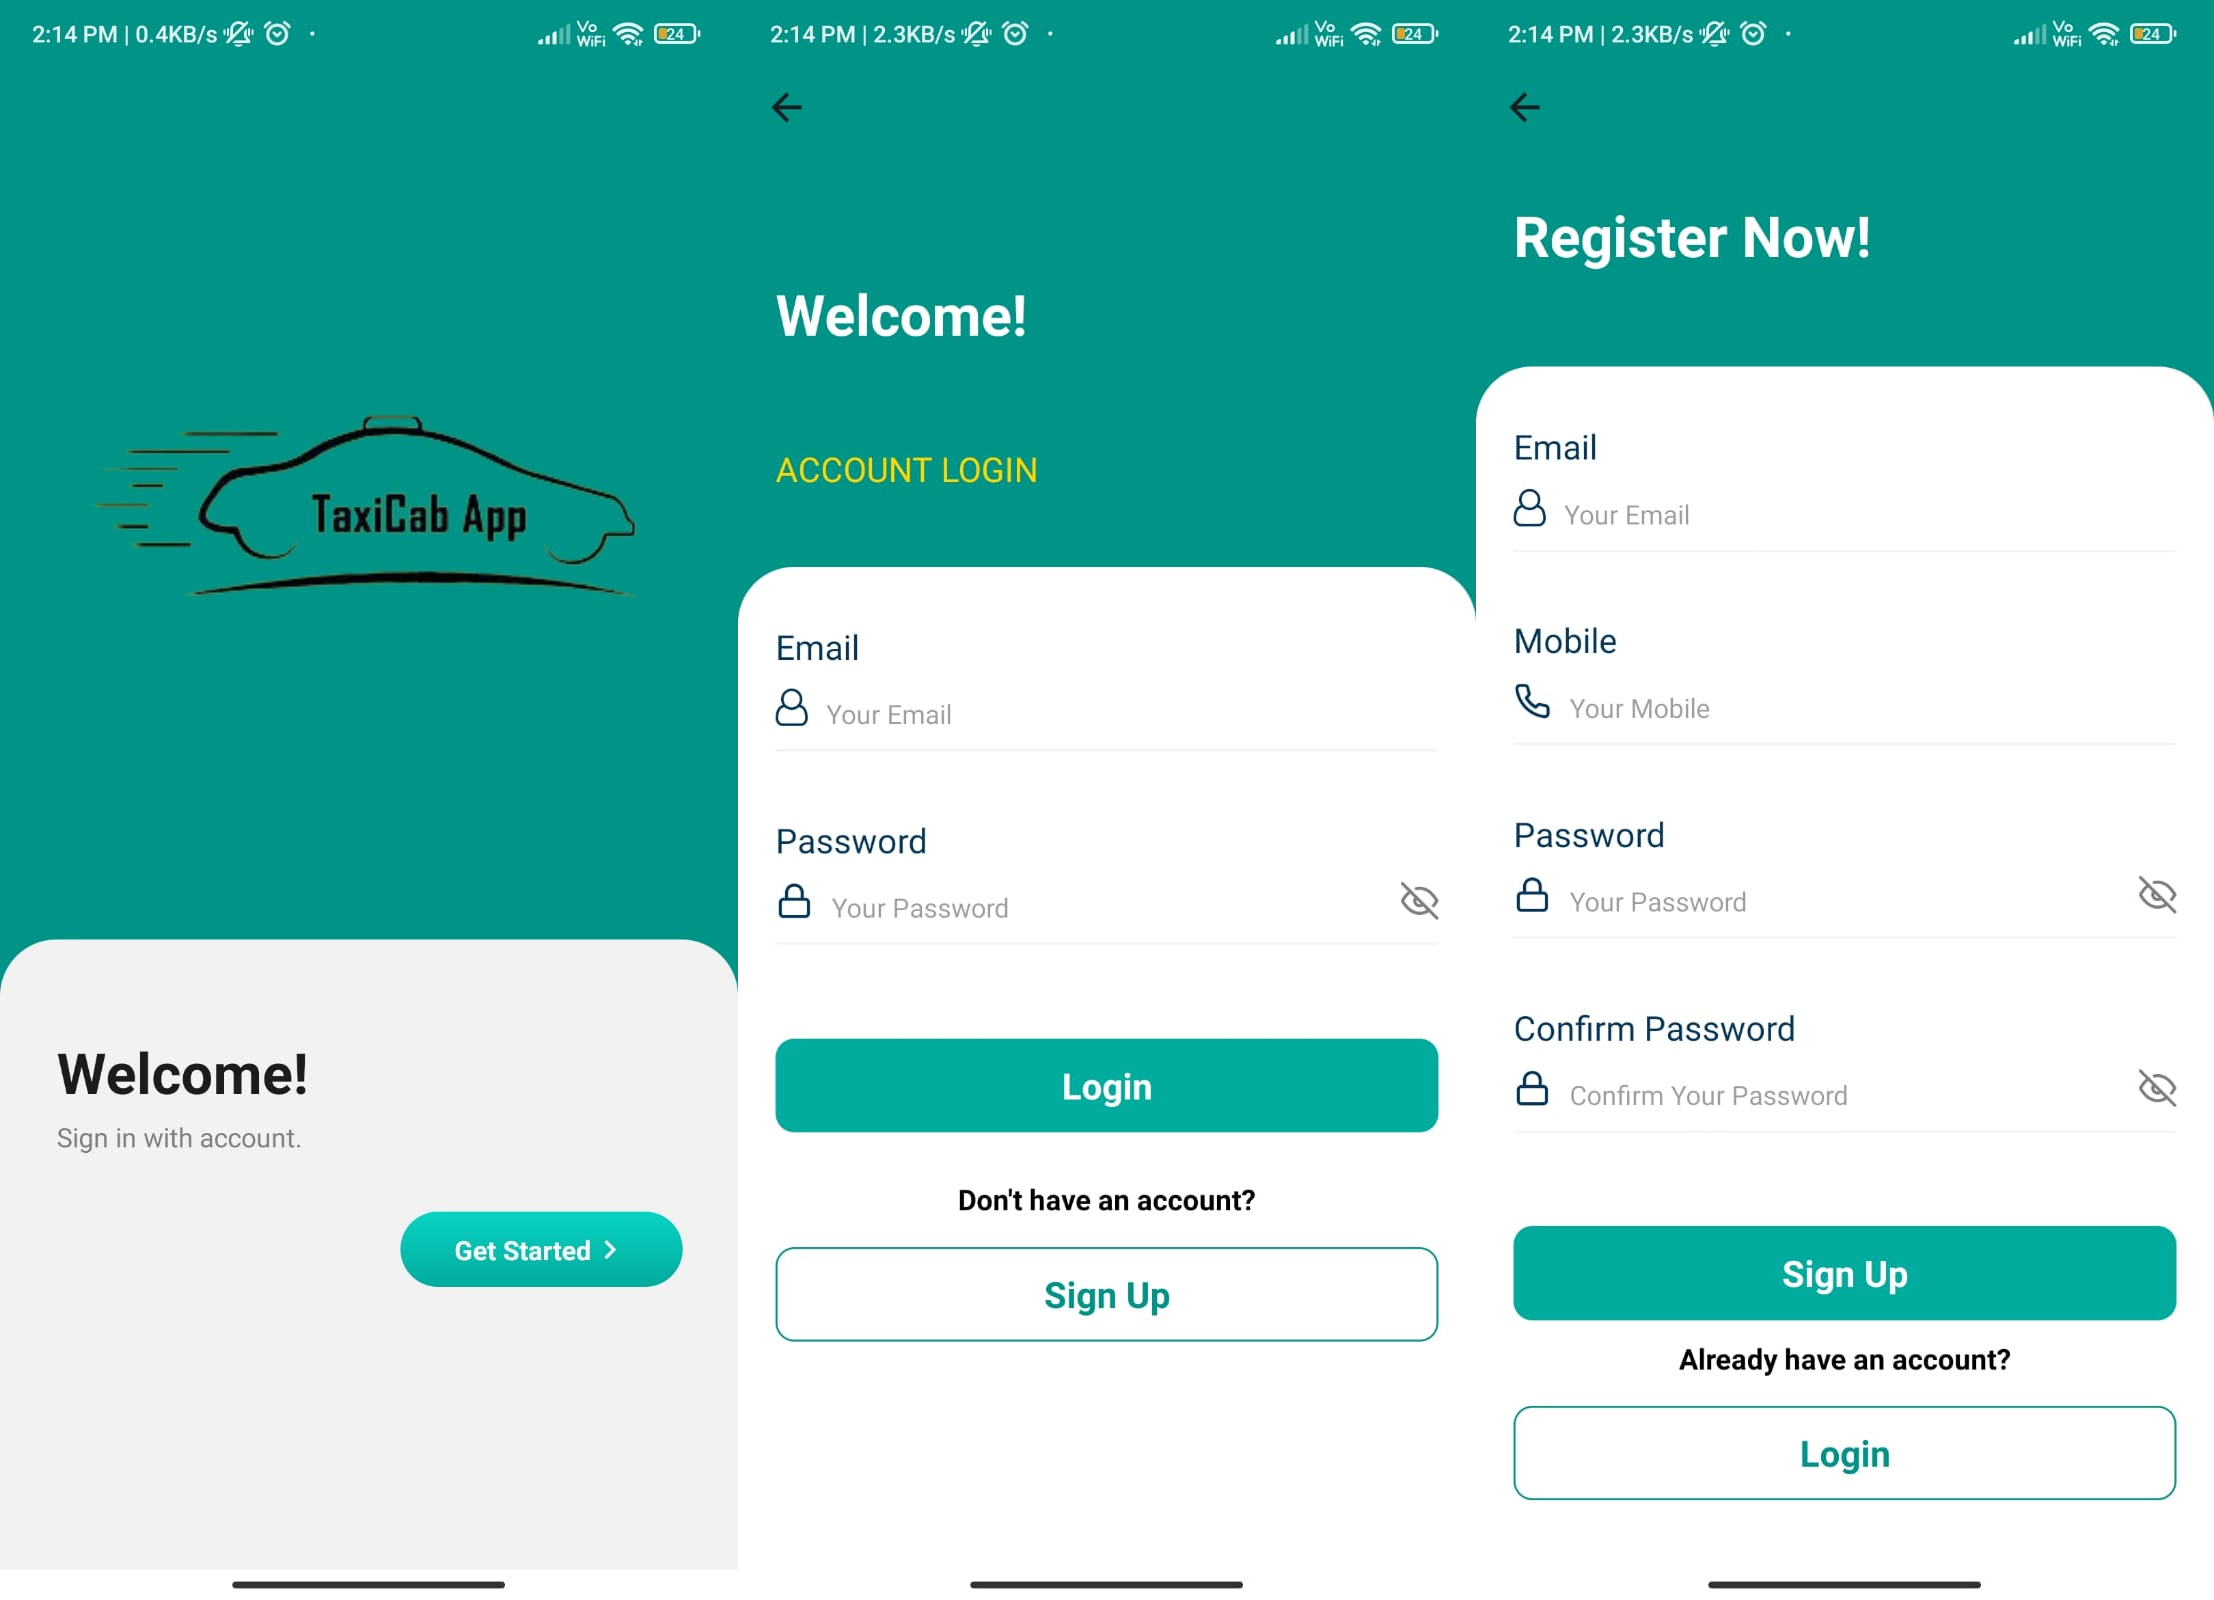 2:14 PM | 0.4KB/s
Vo
WiFi
24
TaxiCab App
Welcome!
Sign in with account.
Get Started
2:14 PM | 2.3KB/s
Vo
WiFi
24
Welcome!
ACCOUNT LOGIN
Email
Your Email
Password
Your Password
Login
Don't have an account?
Sign Up
2:14 PM | 2.3KB/s
Vo
WiFi
24
Register Now!
Email
Your Email
Mobile
Your Mobile
Password
Your Password
Confirm Password
Confirm Your Password
Sign Up
Already have an account?
Login